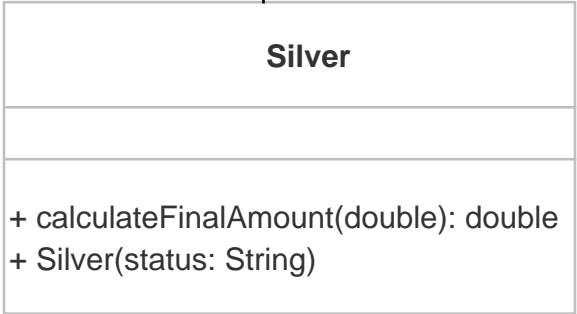 Silver
+ calculateFinalAmount(double): double
+ Silver(status: String)